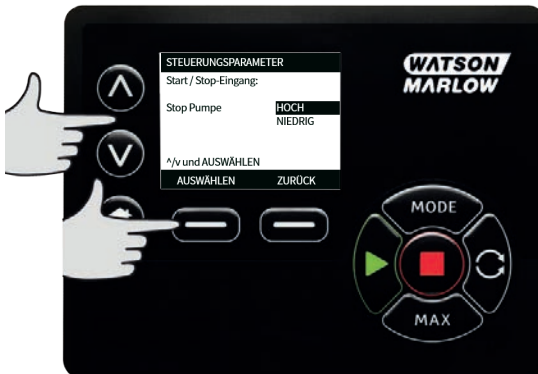 STEUERUNGSPARAMETER
Start / Stop-Eingang:
Stop Pumpe HOCH
NIEDRIG
^/v und AUSWÄHLEN
AUSWÄHLEN ZURÜCK
WATSON
MARLOW
MODE
MAX